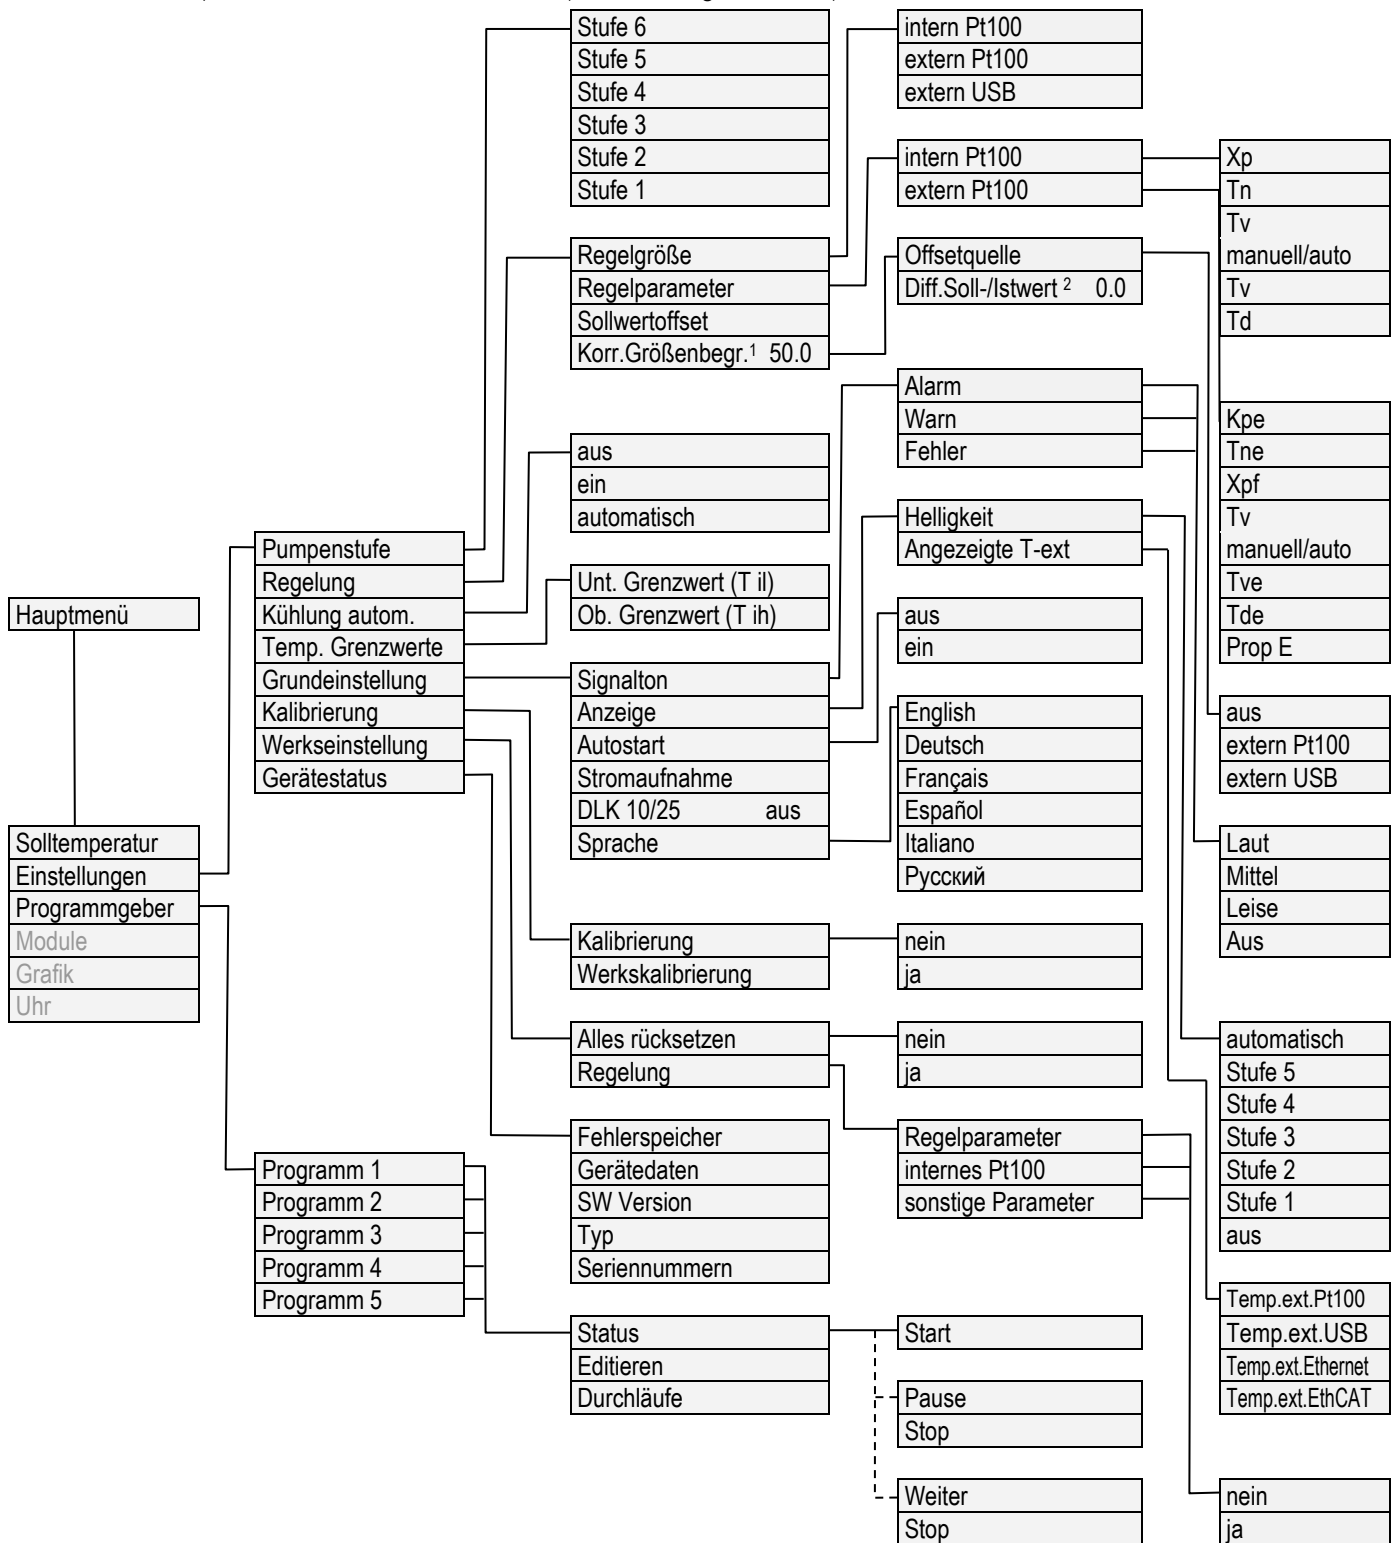 Stufe 6
Stufe 5
Stufe 4
Stufe 3
Stufe 2
Stufe 1
intern Pt100
extern Pt100
extern USB
intern Pt100
extern Pt100
Xp
Tn
Tv
manuell/auto
Tv
Td
Regelgröße
Regelparameter
Sollwertoffset
Korr.Größenbegr.¹ 50.0
Offsetquelle
Diff.Soll-/Istwert ² 0.0
Alarm
Warn
Fehler
Kpe
Tne
Xpf
Tv
manuell/auto
Tve
Tde
Prop E
aus
ein
automatisch
Helligkeit
Angezeigte T-ext
Hauptmenü
Pumpenstufe
Regelung
Kühlung autom.
Temp. Grenzwerte
Grundeinstellung
Kalibrierung
Werkseinstellung
Gerätestatus
Unt. Grenzwert (T il)
Ob. Grenzwert (T ih)
aus
ein
Signalton
Anzeige
Autostart
Stromaufnahme
DLK 10/25 aus
Sprache
English
Deutsch
Français
Español
Italiano
Русский
aus
extern Pt100
extern USB
Solltemperatur
Einstellungen
Programmgeber
Module
Grafik
Uhr
Laut
Mittel
Leise
Aus
Kalibrierung
Werkskalibrierung
nein
ja
Alles rücksetzen
Regelung
nein
ja
automatisch
Stufe 5
Stufe 4
Stufe 3
Stufe 2
Stufe 1
aus
Fehlerspeicher
Gerätedaten
SW Version
Typ
Seriennummern
Regelparameter
internes Pt100
sonstige Parameter
Programm 1
Programm 2
Programm 3
Programm 4
Programm 5
Temp.ext.Pt100
Temp.ext.USB
Temp.ext.Ethernet
Temp.ext.EthCAT
Status
Editieren
Durchläufe
Start
Pause
Stop
Weiter
Stop
nein
ja